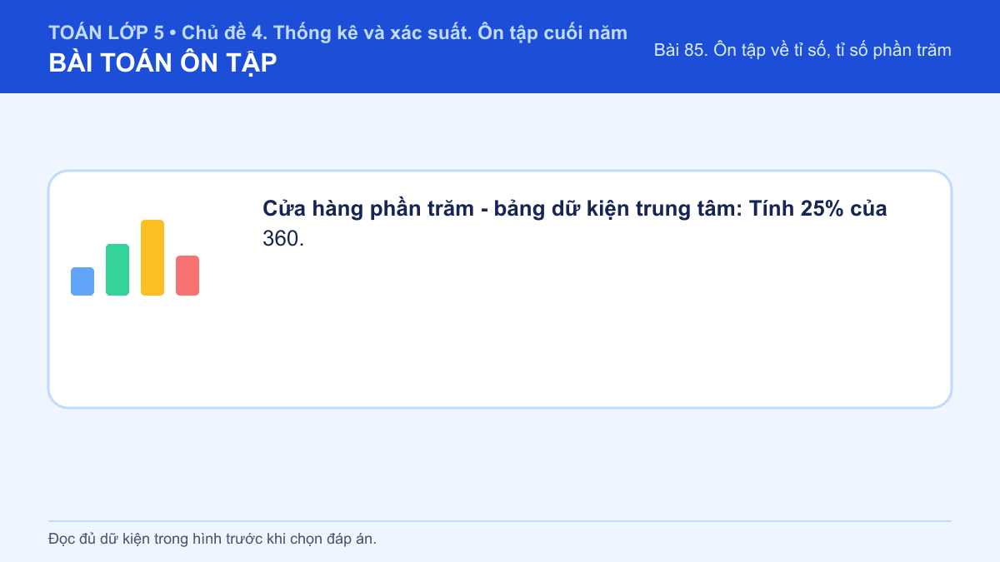 TOÁN LỚP 5 • Chủ đề 4. Thống kê và xác suất. Ôn tập cuối năm
BÀI TOÁN ÔN TẬP
Bài 85. Ôn tập về tỉ số, tỉ số phần trăm
Cửa hàng phần trăm - bảng dữ kiện trung tâm: Tính 25% của
360.
Đọc đủ dữ kiện trong hình trước khi chọn đáp án.